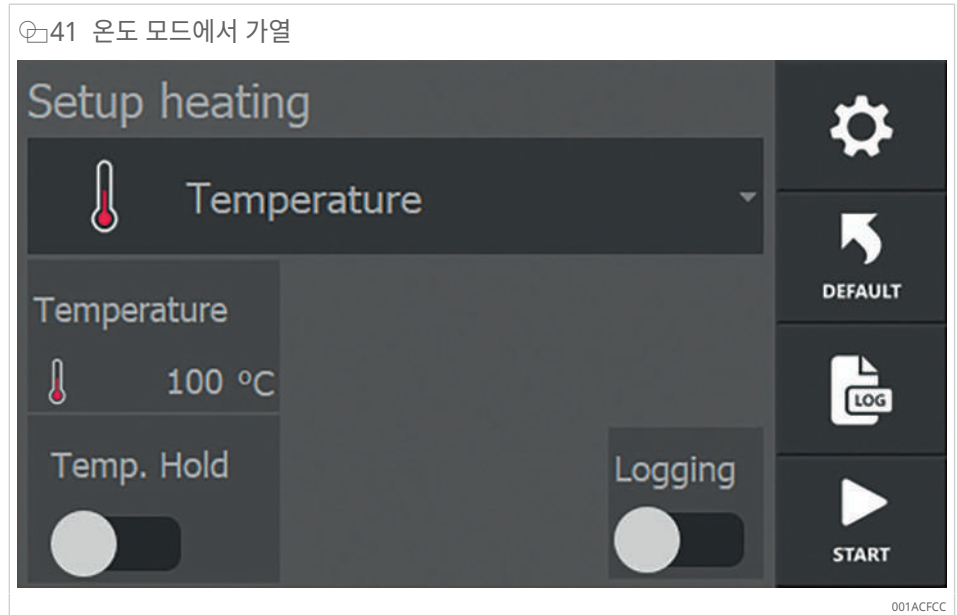 41 온도 모드에서 가열
Setup heating
Temperature
DEFAULT
Temperature
100 ºC
LOG
Temp. Hold
Logging
START
001ACFCC